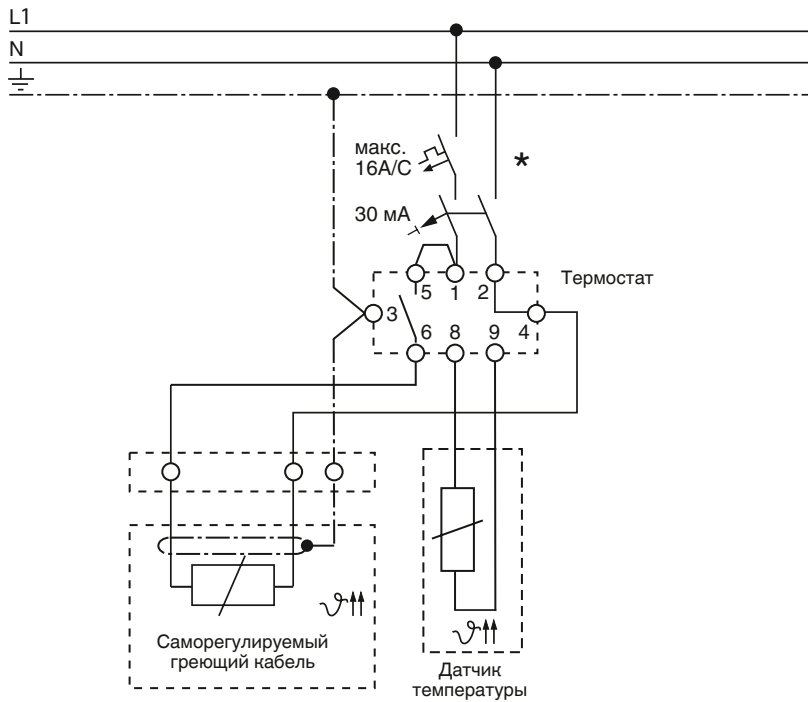 L1
N
макс.
16A/C
*
30 мА
Термостат
5 1 2
3
6 8 9 4
Саморегулируемый
греющий кабель
ϑ
ϑ
Датчик
температуры